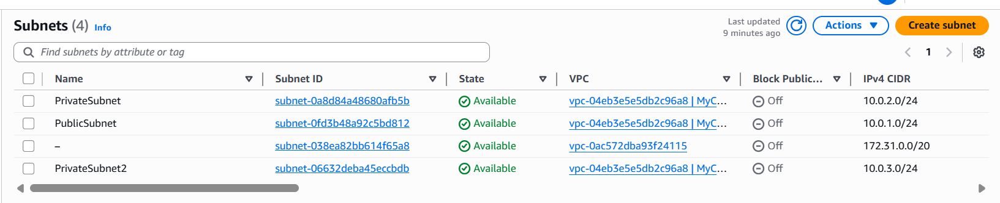 Subnets (4) Info
Last updated
9 minutes ago
Actions
Create subnet
Find subnets by attribute or tag
1
Name Subnet ID State VPC Block Public... IPv4 CIDR
PrivateSubnet subnet-0a8d84a48680afb5b Available vpc-04eb3e5e5db2c96a8 | MyC... Off 10.0.2.0/24
PublicSubnet subnet-0fd3b48a92c5bd812 Available vpc-04eb3e5e5db2c96a8 | MyC... Off 10.0.1.0/24
– subnet-038ea82bb614f65a8 Available vpc-0ac572dba93f24115 Off 172.31.0.0/20
PrivateSubnet2 subnet-06632deba45eccbdb Available vpc-04eb3e5e5db2c96a8 | MyC... Off 10.0.3.0/24